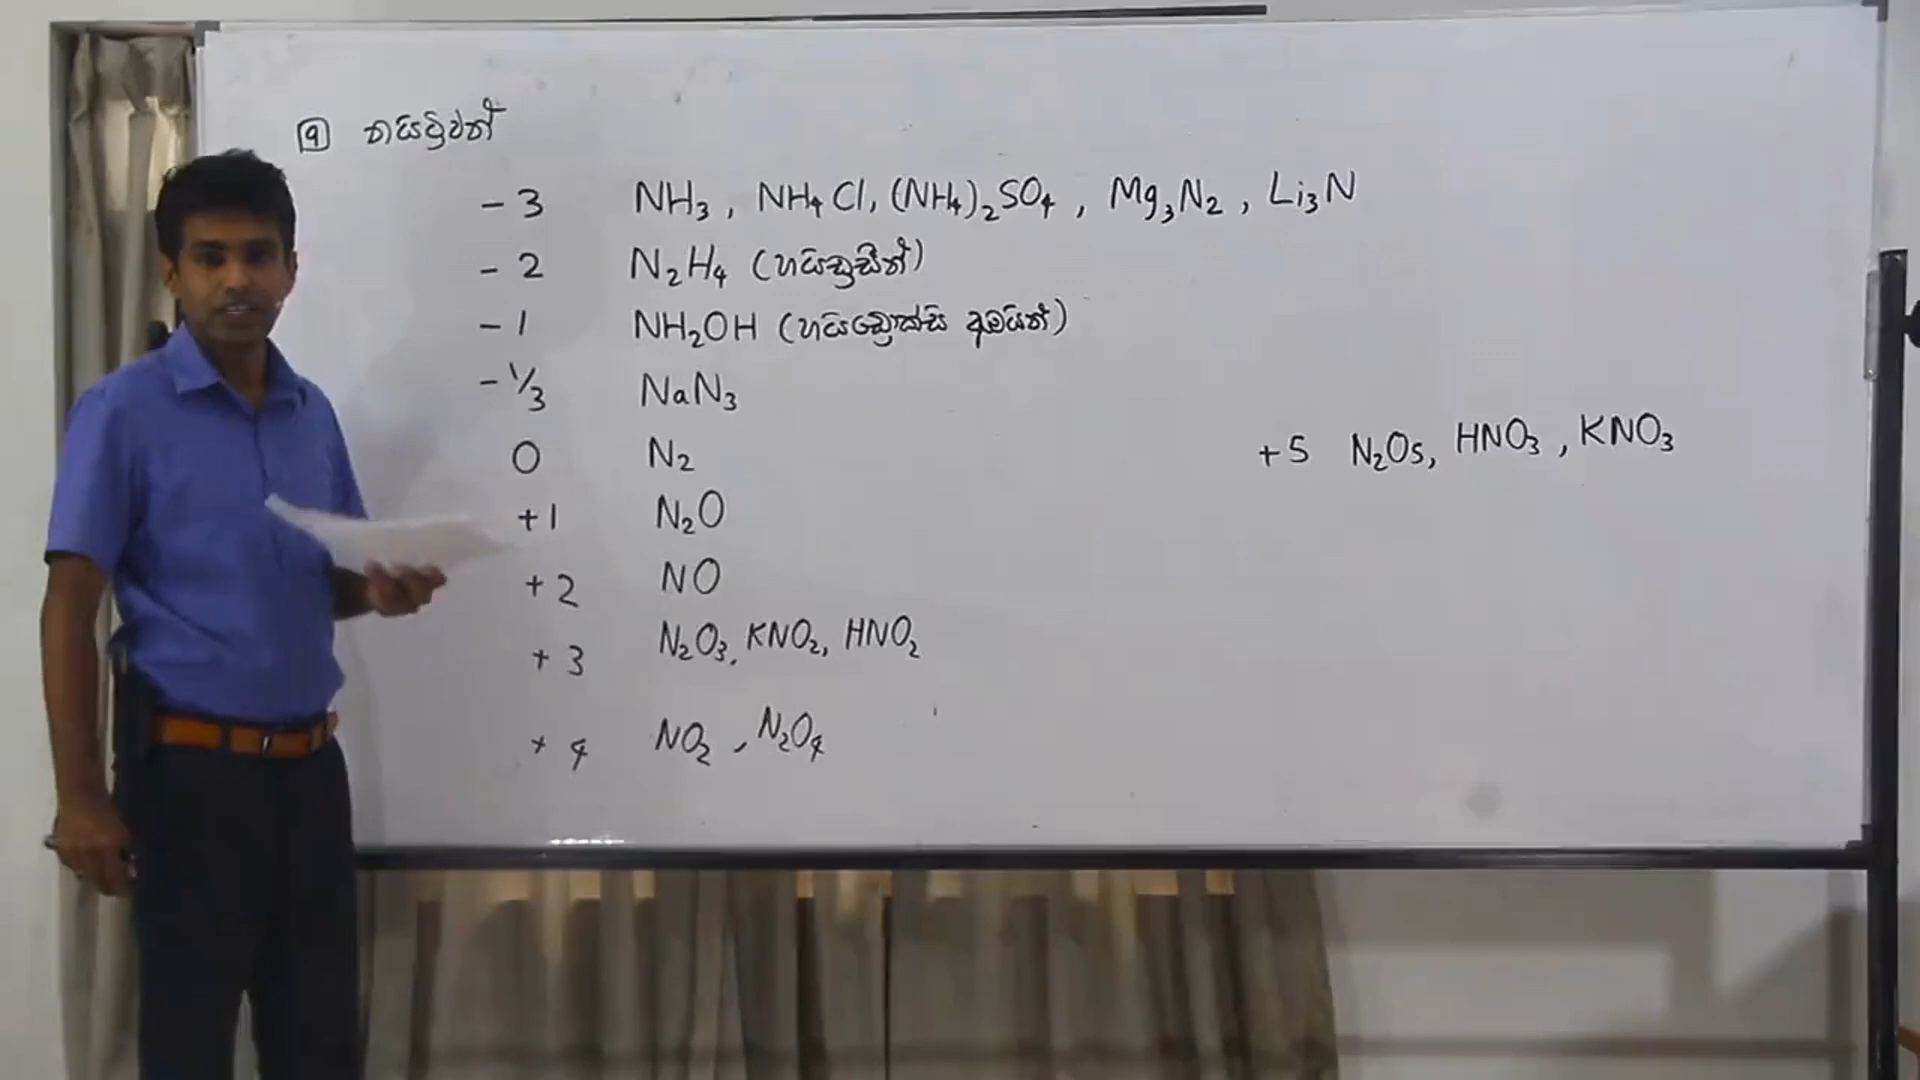 9 නයිට්‍රජන්
-3 NH₃, NH₄Cl, (NH₄)₂SO₄, Mg₃N₂, Li₃N
-2 N₂H₄ (හයිඩ්‍රසීන්)
-1 NH₂OH (හයිඩ්‍රොක්සි ඇමයින්)
-1/3 NaN₃
0 N₂
+1 N₂O
+2 NO
+3 N₂O₃, KNO₂, HNO₂
+4 NO₂, N₂O₄
+5 N₂O₅, HNO₃, KNO₃